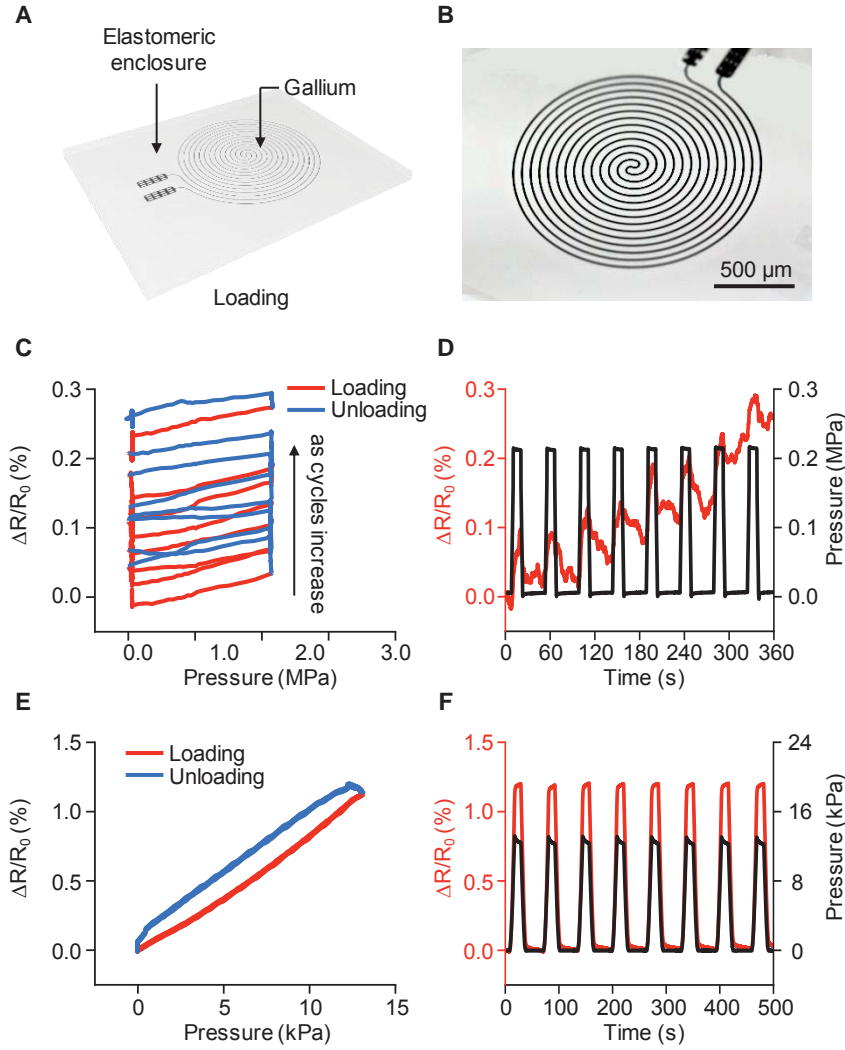 A
Elastomeric
enclosure
Gallium
Loading
B
500 µm
C
ΔR/R0 (%)
0.3
0.2
0.1
0.0
Loading
Unloading
as cycles increase
0.0 1.0 2.0 3.0
Pressure (MPa)
D
ΔR/R0 (%)
0.3
0.2
0.1
0.0
0.3
0.2
0.3
0.0
Pressure (MPa)
0 60 120 180 240 300 360
Time (s)
E
ΔR/R0 (%)
1.5
1.0
0.5
0.0
Loading
Unloading
0 5 10 15
Pressure (kPa)
F
ΔR/R0 (%)
1.5
1.0
0.5
0.0
24
18
12
9
0
Pressure (kPa)
0 100 200 300 400 500
Time (s)